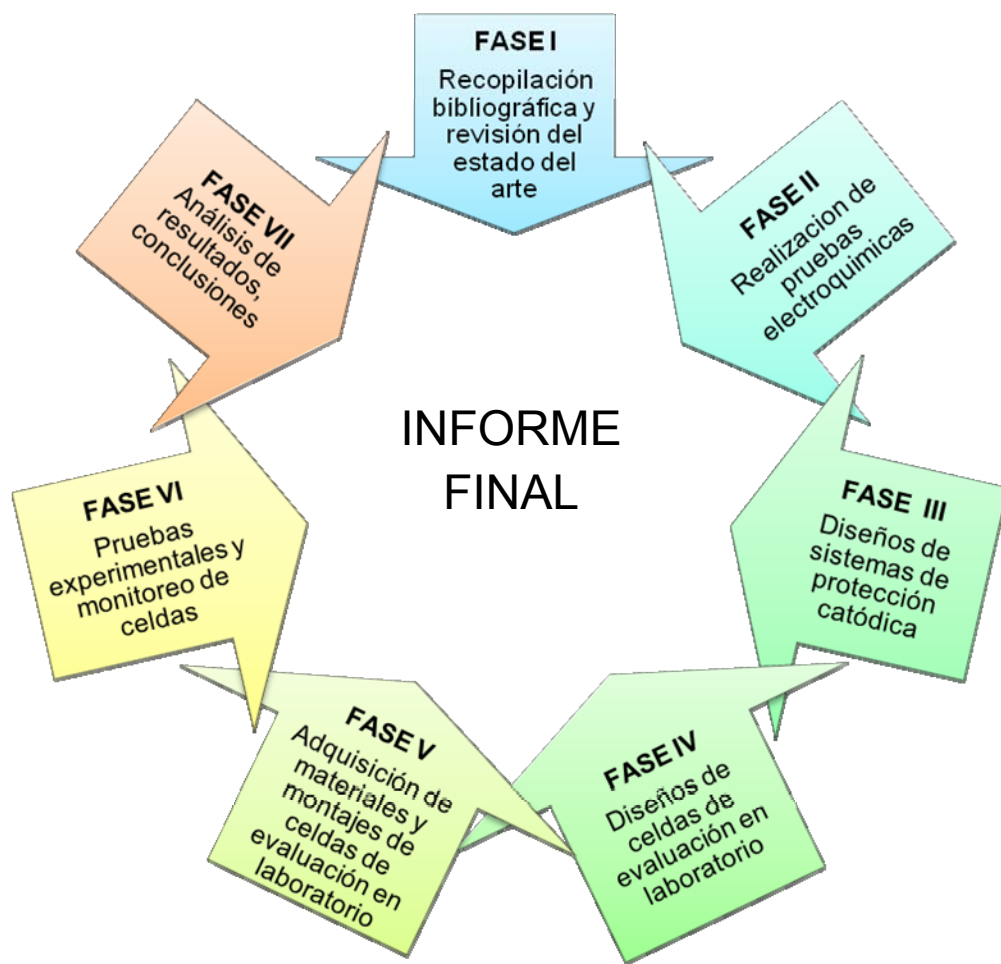 FASE I
Recopilación
bibliográfica y
revisión del
estado del
arte
FASE II
Realizacion de
pruebas
electroquimicas
FASE III
Diseños de
sistemas de
protección
catódica
FASE IV
Diseños de
celdas de
evaluación en
laboratorio
FASE V
Adquisición de
materiales y
montajes de
celdas de
evaluación en
laboratorio
FASE VI
Pruebas
experimentales y
monitoreo de
celdas
FASE VII
Análisis de
resultados,
conclusiones
INFORME
FINAL